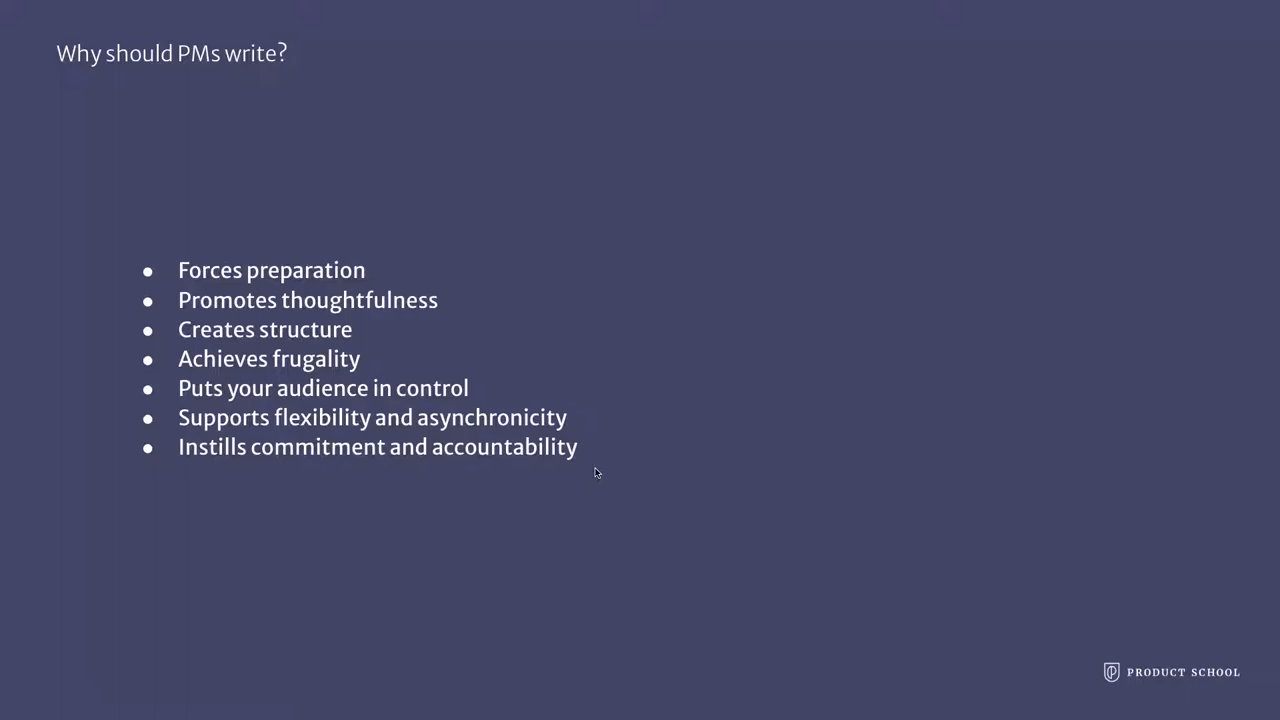 Why should PMs write?
● Forces preparation
● Promotes thoughtfulness
● Creates structure
● Achieves frugality
● Puts your audience in control
● Supports flexibility and asynchronicity
● Instills commitment and accountability
PRODUCT SCHOOL